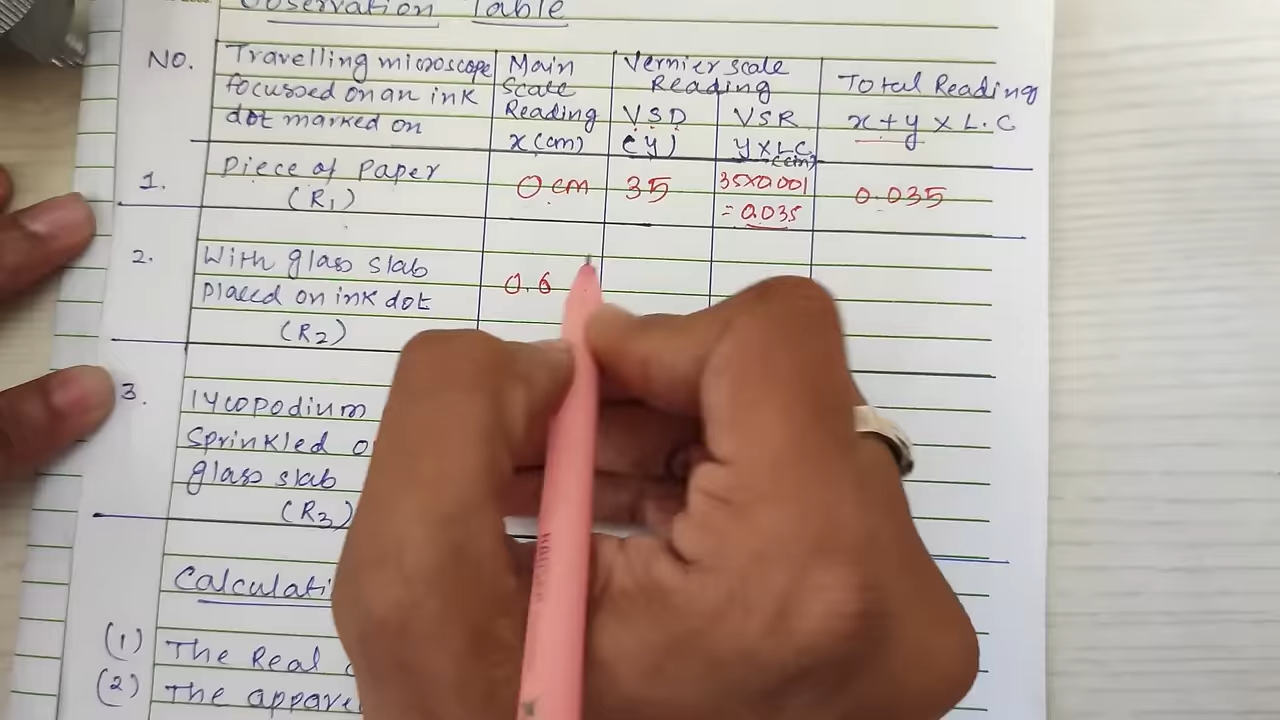 Observation Table
NO.
Travelling microscope
focussed on an ink
dot marked on
Main
Scale
Reading
x (cm)
Vernier scale
Reading
VSD
(y)
VSR
y×L.C
(cm)
Total Reading
x + y × L.C
1.
Piece of Paper
(R1)
0 cm
35
35×0.001
= 0.035
0.035
2.
With glass slab
placed on ink dot
(R2)
0.6
3.
lycopodium
Sprinkled
glass slab
(R3)
(1) The Real
(2) The